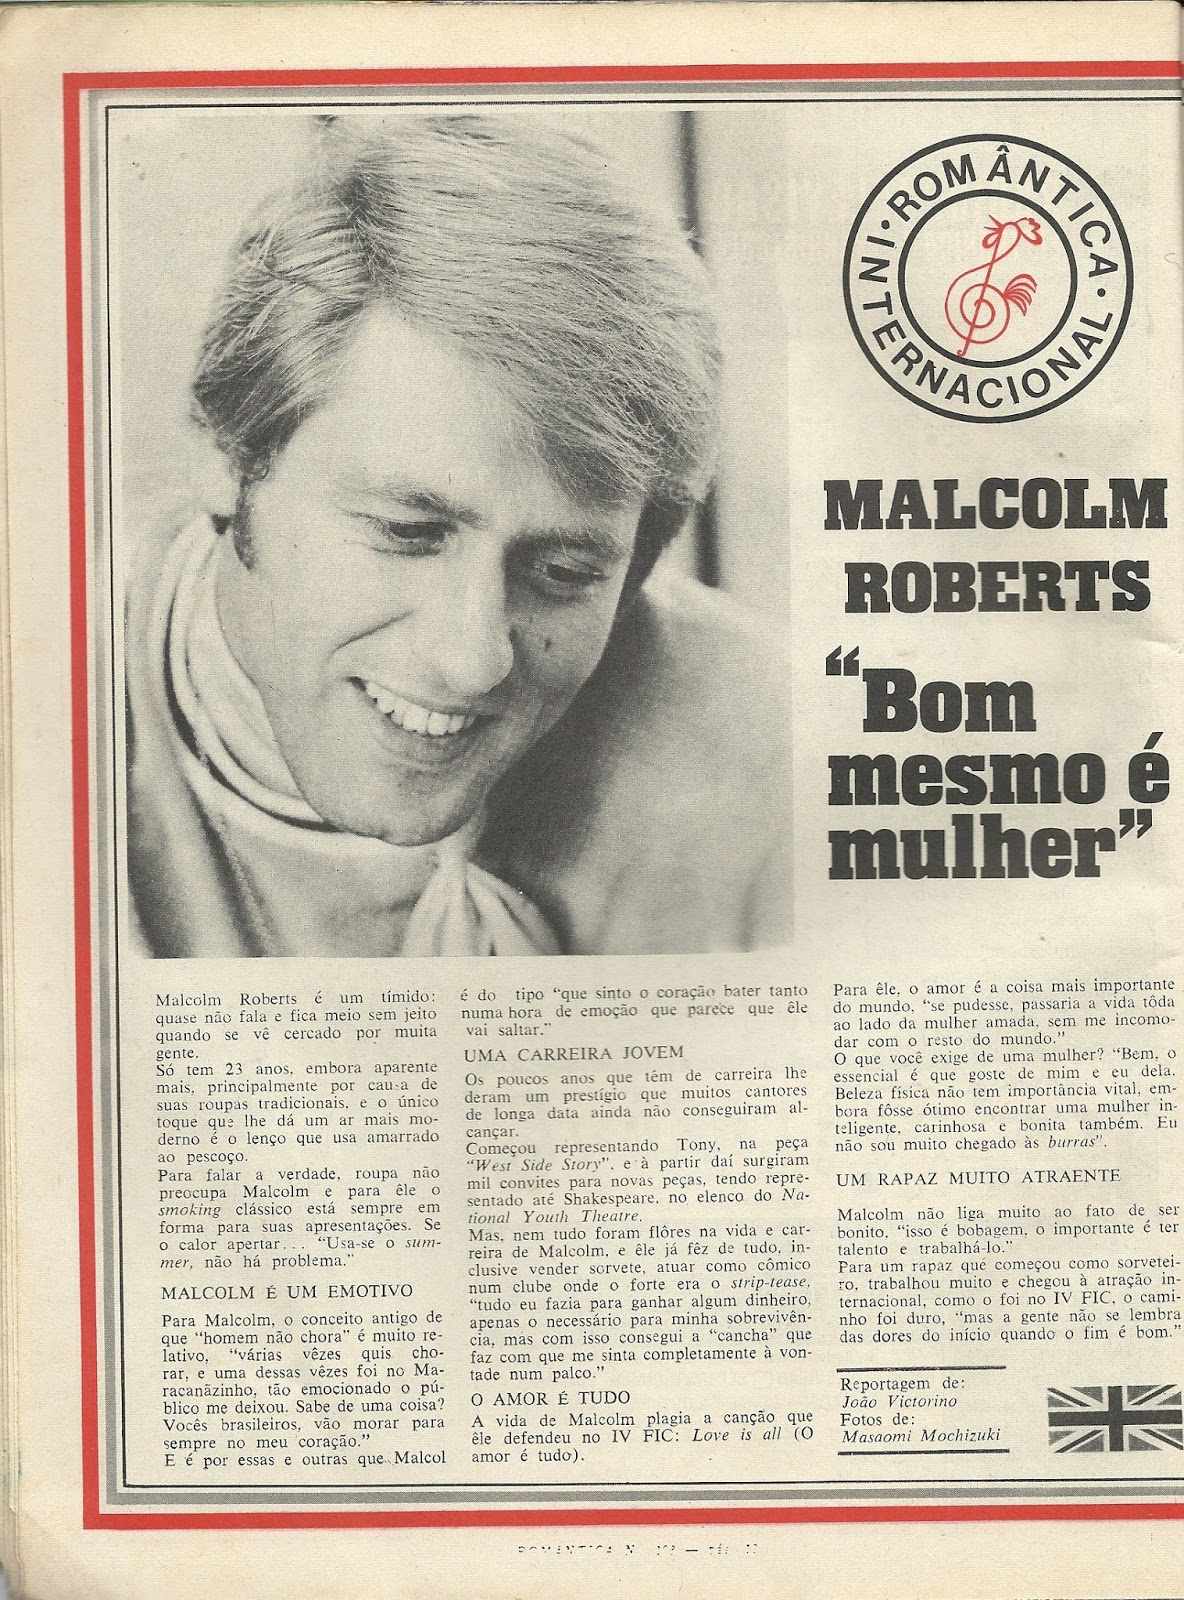 ROMÂNTICA · INTERNACIONAL ·
MALCOLM
ROBERTS
“Bom
mesmo é
mulher”
Malcolm Roberts é um tímido:
quase não fala e fica meio sem jeito
quando se vê cercado por muita
gente.
Só tem 23 anos, embora aparente
mais, principalmente por causa de
suas roupas tradicionais, e o único
toque que lhe dá um ar mais mo-
derno é o lenço que usa amarrado
ao pescoço.
Para falar a verdade, roupa não
preocupa Malcolm e para êle o
smoking clássico está sempre em
forma para suas apresentações. Se
o calor apertar... “Usa-se o sum-
mer, não há problema.”
MALCOLM É UM EMOTIVO
Para Malcolm, o conceito antigo de
que “homem não chora” é muito re-
lativo, “várias vêzes quis cho-
rar, e uma dessas vêzes foi no Ma-
racanãzinho, tão emocionado o pú-
blico me deixou. Sabe de uma coisa?
Vocês brasileiros, vão morar para
sempre no meu coração.”
E é por essas e outras que Malcol
é do tipo “que sinto o coração bater tanto
numa hora de emoção que parece que êle
vai saltar.”
UMA CARREIRA JOVEM
Os poucos anos que têm de carreira lhe
deram um prestígio que muitos cantores
de longa data ainda não conseguiram al-
cançar.
Começou representando Tony, na peça
“West Side Story”, e à partir daí surgiram
mil convites para novas peças, tendo repre-
sentado até Shakespeare, no elenco do Na-
tional Youth Theatre.
Mas, nem tudo foram flôres na vida e car-
reira de Malcolm, e êle já fêz de tudo, in-
clusive vender sorvete, atuar como cômico
num clube onde o forte era o strip-tease,
“tudo eu fazia para ganhar algum dinheiro,
apenas o necessário para minha sobrevivên-
cia, mas com isso consegui a “cancha” que
faz com que me sinta completamente à von-
tade num palco.”
O AMOR É TUDO
A vida de Malcolm plagia a canção que
êle defendeu no IV FIC: Love is all (O
amor é tudo).
Para êle, o amor é a coisa mais importante
do mundo, “se pudesse, passaria a vida tôda
ao lado da mulher amada, sem me incomo-
dar com o resto do mundo.”
O que você exige de uma mulher? “Bem, o
essencial é que goste de mim e eu dela.
Beleza física não tem importância vital, em-
bora fôsse ótimo encontrar uma mulher in-
teligente, carinhosa e bonita também. Eu
não sou muito chegado às burras”.
UM RAPAZ MUITO ATRAENTE
Malcolm não liga muito ao fato de ser
bonito, “isso é bobagem, o importante é ter
talento e trabalhá-lo.”
Para um rapaz que começou como sorvetei-
ro, trabalhou muito e chegou à atração in-
ternacional, como o foi no IV FIC, o cami-
nho foi duro, “mas a gente não se lembra
das dores do início quando o fim é bom.”
Reportagem de:
João Victorino
Fotos de:
Masaomi Mochizuki
ROMÂNTICA